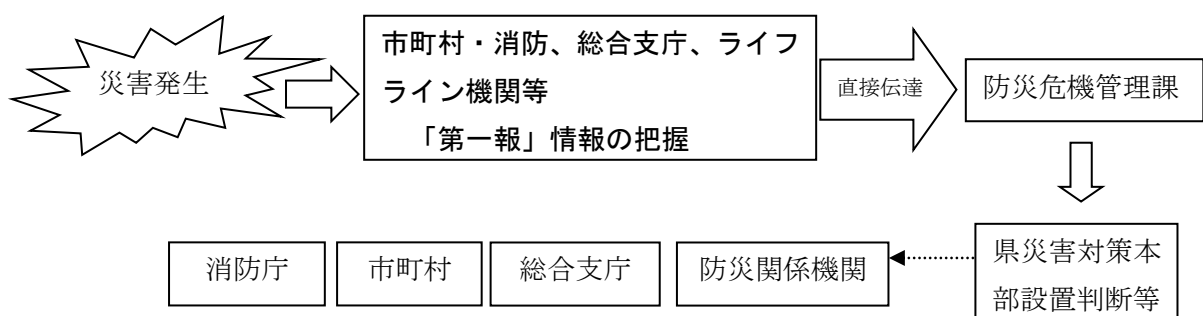 災害発生
市町村・消防、総合支庁、ライフ
ライン機関等
「第一報」情報の把握
直接伝達
防災危機管理課
消防庁
市町村
総合支庁
防災関係機関
県災害対策本
部設置判断等